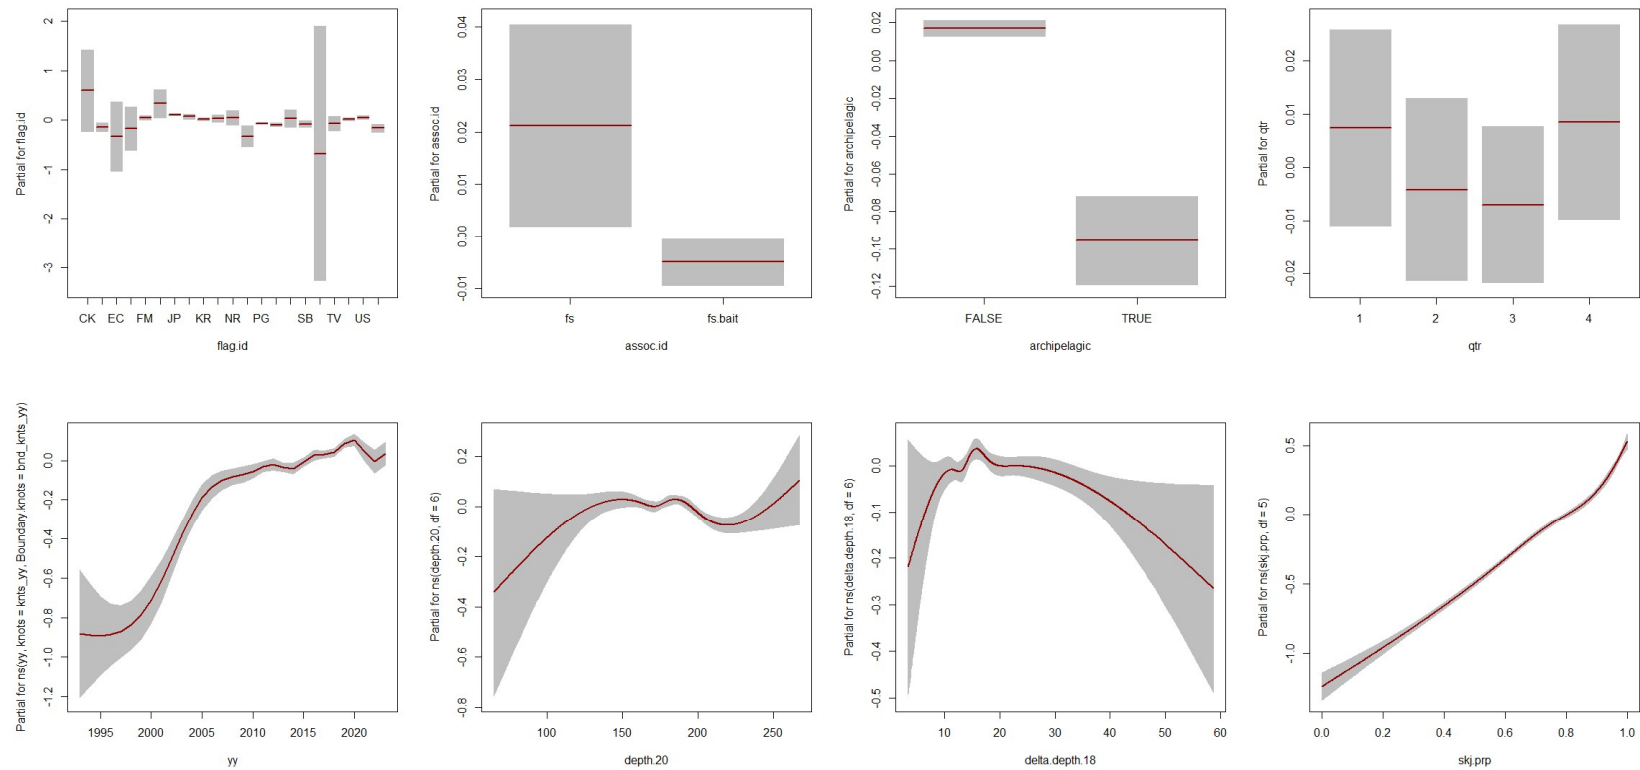 Partial for flag.id
2
1
0
-1
-2
-3
CK EC FM JP KR NR PG SB TV US
flag.id
Partial for assoc.id
0.04
0.03
0.02
0.01
0.00
-0.01
fs fs.bait
assoc.id
Partial for archipelagic
0.02
0.00
-0.02
-0.04
-0.06
-0.08
-0.10
-0.12
FALSE TRUE
archipelagic
Partial for qtr
0.02
0.01
0.00
-0.01
-0.02
1 2 3 4
qtr
Partial for ns(yy, knots = knts_yy, Boundary.knots = bnd_knts_yy)
0.0
-0.2
-0.4
-0.6
-0.8
-1.0
-1.2
1995 2000 2005 2010 2015 2020
yy
Partial for ns(depth.20, df = 6)
0.2
0.0
-0.2
-0.4
-0.6
-0.8
100 150 200 250
depth.20
Partial for ns(delta.depth.18, df = 6)
0.0
-0.1
-0.2
-0.3
-0.4
-0.5
10 20 30 40 50 60
delta.depth.18
Partial for ns(skj.prp, df = 5)
0.5
0.0
-0.5
-1.0
0.0 0.2 0.4 0.6 0.8 1.0
skj.prp